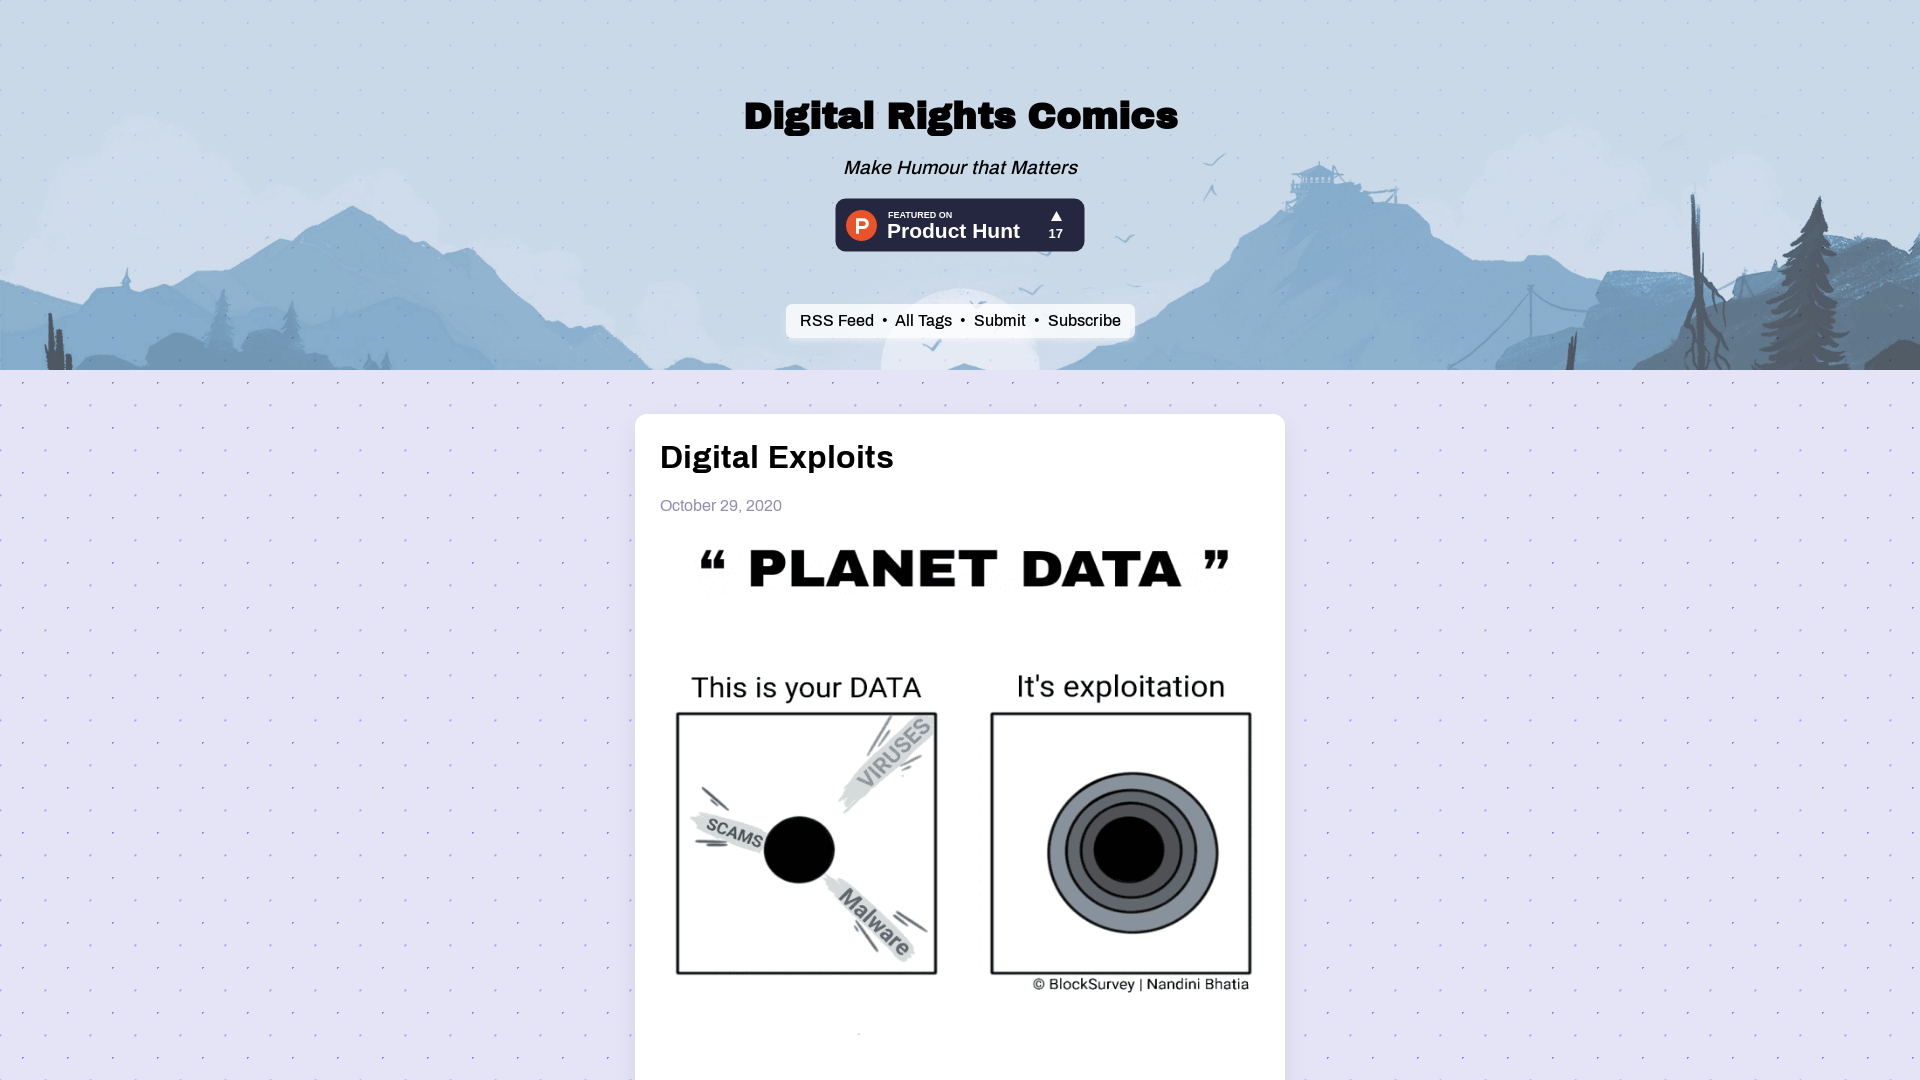 Digital Rights Comics
Make Humour that Matters
P FEATURED ON
Product Hunt
▲
17
RSS Feed • All Tags • Submit • Subscribe
Digital Exploits
October 29, 2020
“ PLANET DATA ”
This is your DATA
VIRUSES
SCAMS
Malware
It's exploitation
© BlockSurvey | Nandini Bhatia